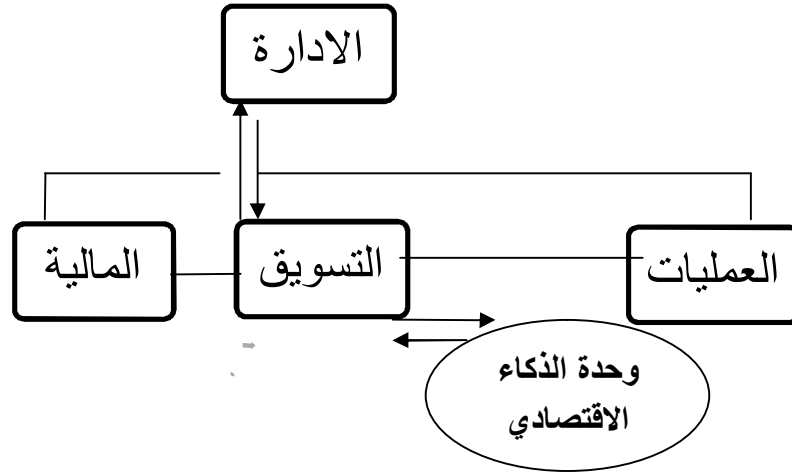 الادارة
العمليات
التسويق
المالية
وحدة الذكاء
الاقتصادي